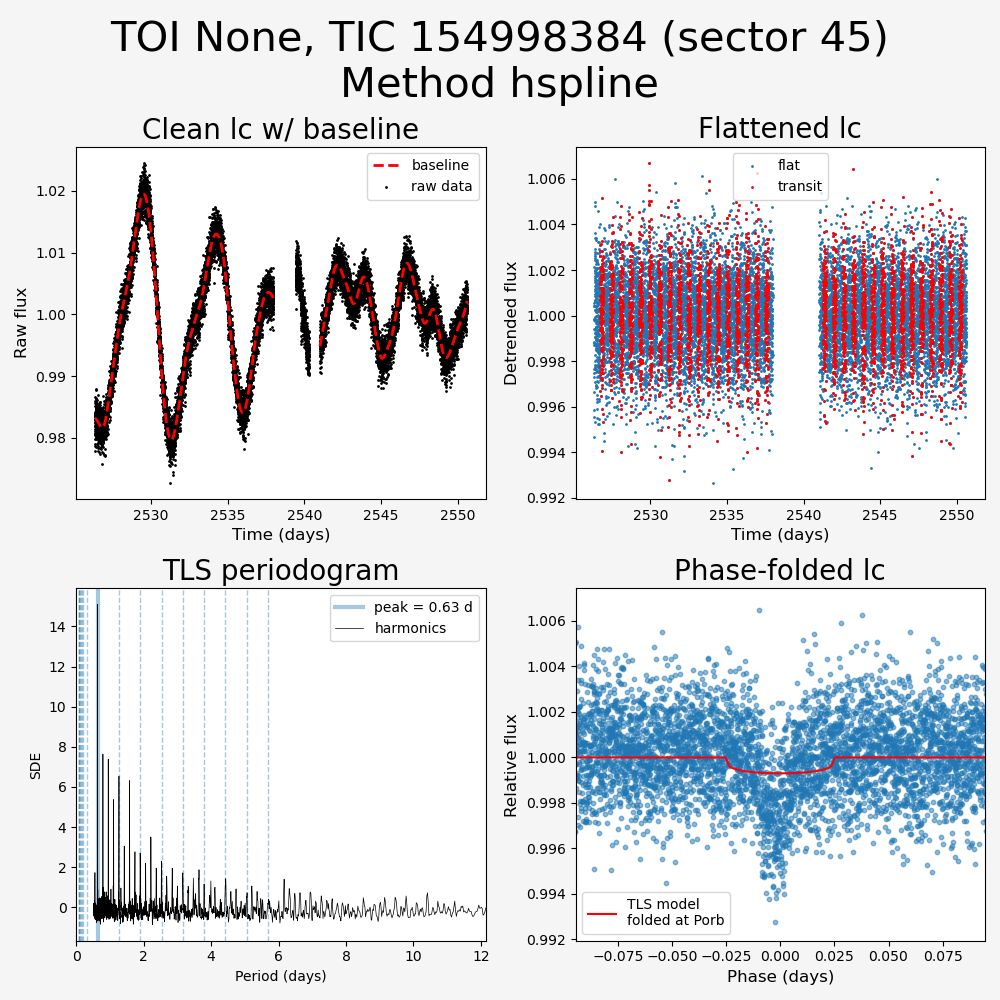 TOI None, TIC 154998384 (sector 45)
Method hspline
Clean lc w/ baseline
baseline
raw data
1.02
1.01
1.00
0.99
0.98
Raw flux
2530
2535
2540
2545
2550
Time (days)
Flattened lc
flat
transit
1.006
1.004
1.002
1.000
0.998
0.996
0.994
0.992
Detrended flux
2530
2535
2540
2545
2550
Time (days)
TLS periodogram
peak = 0.63 d
harmonics
14
12
10
8
6
4
2
0
SDE
0
2
4
6
8
10
12
Period (days)
Phase-folded lc
1.006
1.004
1.002
1.000
0.998
0.996
0.994
0.992
Relative flux
TLS model
folded at Porb
−0.075
−0.050
−0.025
0.000
0.025
0.050
0.075
Phase (days)